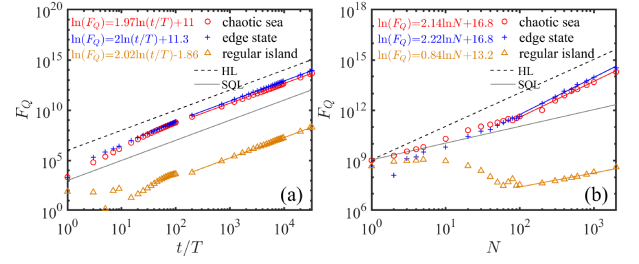 ln(F_Q)=1.97ln(t/T)+11 chaotic sea
ln(F_Q)=2ln(t/T)+11.3 edge state
ln(F_Q)=2.02ln(t/T)-1.86 regular island
HL
SQL
10^20
10^15
10^10
10^5
10^0
F_Q
10^0 10^1 10^2 10^3 10^4
t/T
(a)
ln(F_Q)=2.14lnN+16.8 chaotic sea
ln(F_Q)=2.22lnN+16.8 edge state
ln(F_Q)=0.84lnN+13.2 regular island
HL
SQL
10^18
10^15
10^12
10^9
10^6
F_Q
10^0 10^1 10^2 10^3
N
(b)